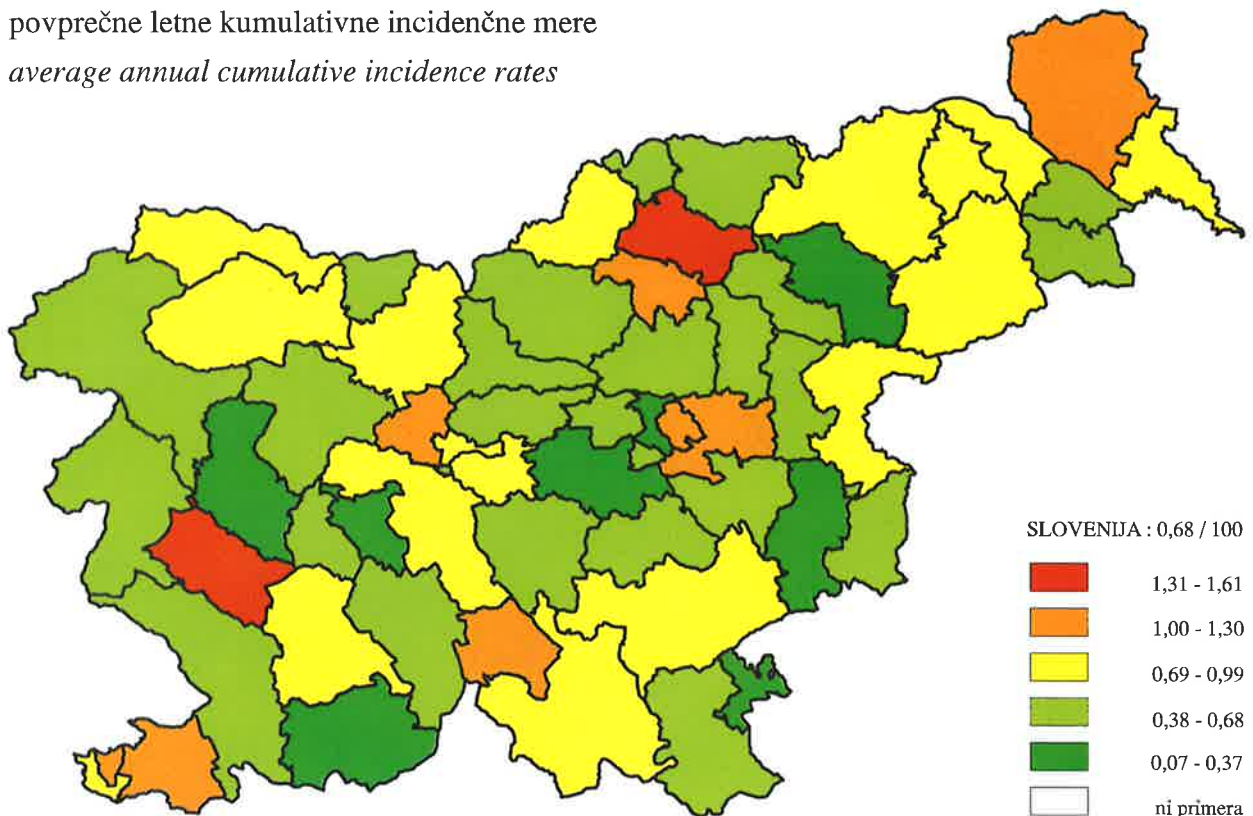 povprečne letne kumulativne incidenčne mere
average annual cumulative incidence rates
SLOVENIJA : 0,68 / 100
1,31 - 1,61
1,00 - 1,30
0,69 - 0,99
0,38 - 0,68
0,07 - 0,37
ni primera